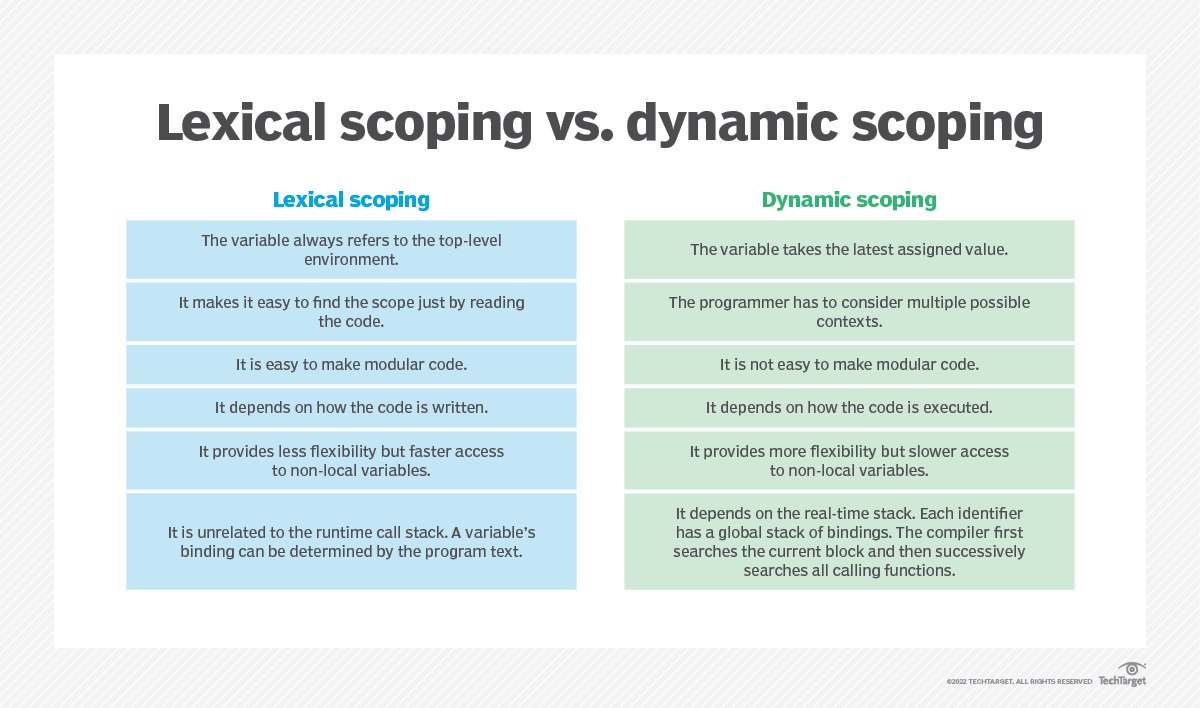 Lexical scoping vs. dynamic scoping
Lexical scoping
The variable always refers to the top-level
environment.
It makes it easy to find the scope just by reading
the code.
It is easy to make modular code.
It depends on how the code is written.
It provides less flexibility but faster access
to non-local variables.
It is unrelated to the runtime call stack. A variable’s
binding can be determined by the program text.
Dynamic scoping
The variable takes the latest assigned value.
The programmer has to consider multiple possible
contexts.
It is not easy to make modular code.
It depends on how the code is executed.
It provides more flexibility but slower access
to non-local variables.
It depends on the real-time stack. Each identifier
has a global stack of bindings. The compiler first
searches the current block and then successively
searches all calling functions.
©2022 TECHTARGET. ALL RIGHTS RESERVED
TechTarget